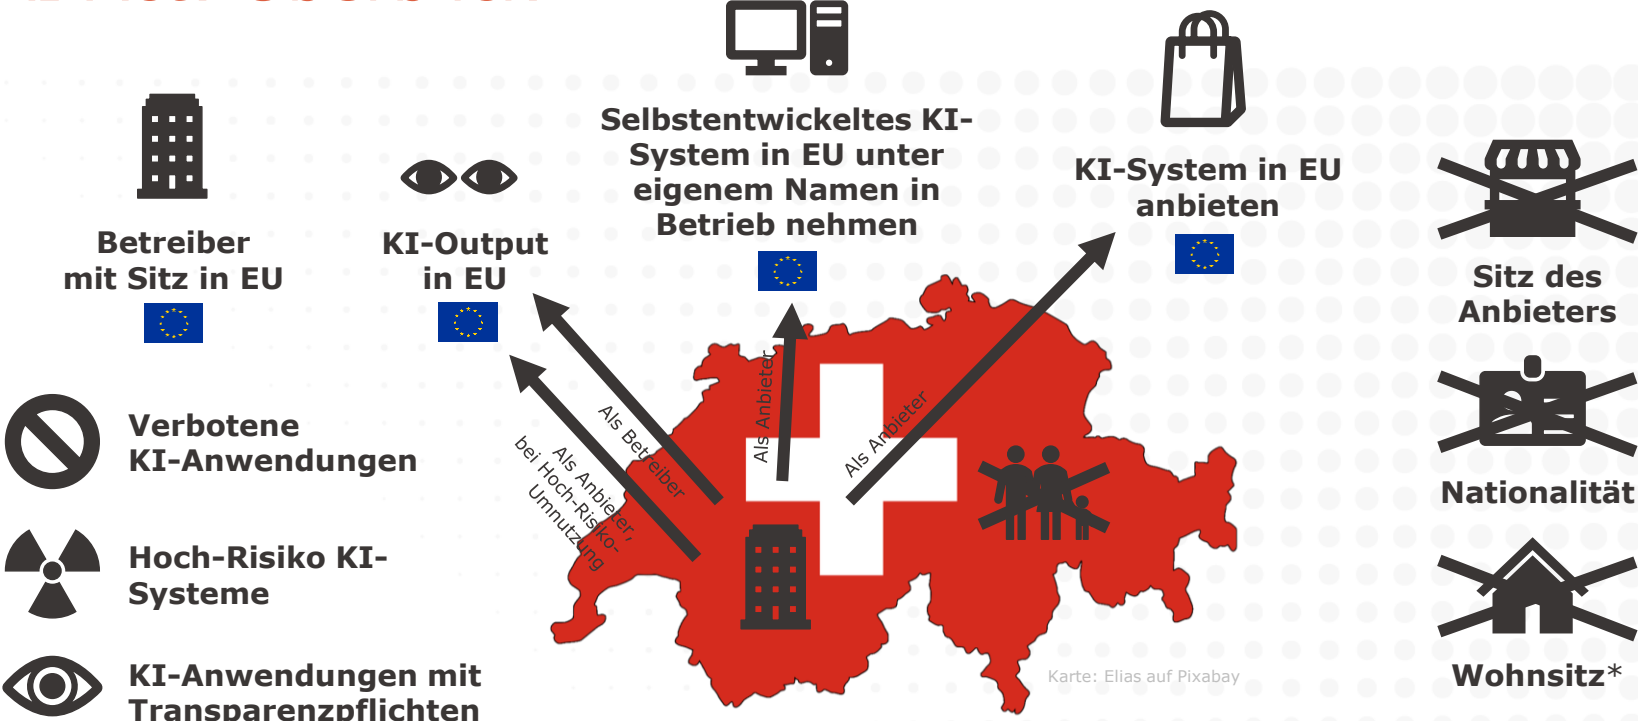 Betreiber
mit Sitz in EU
KI-Output
in EU
Selbstentwickeltes KI-
System in EU unter
eigenem Namen in
Betrieb nehmen
KI-System in EU
anbieten
Sitz des
Anbieters
Nationalität
Wohnsitz*
Als Betreiber
Als Anbieter,
bei Hoch-Risiko-
Umnutzung
Als Anbieter
Als Anbieter
Verbotene
KI-Anwendungen
Hoch-Risiko KI-
Systeme
KI-Anwendungen mit
Transparenzpflichten
Karte: Elias auf Pixabay